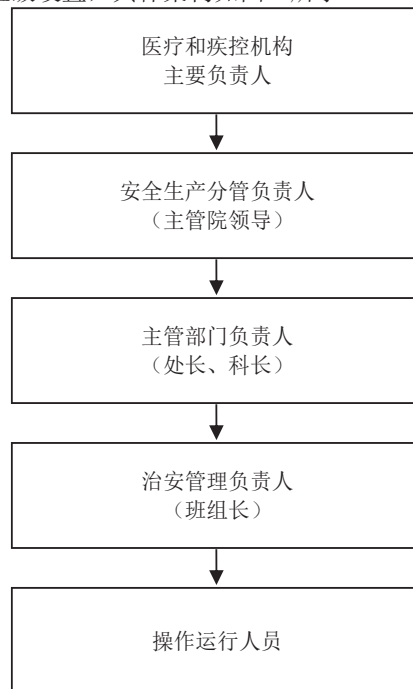 医疗和疾控机构
主要负责人
安全生产分管负责人
（主管院领导）
主管部门负责人
（处长、科长）
治安管理负责人
（班组长）
操作运行人员